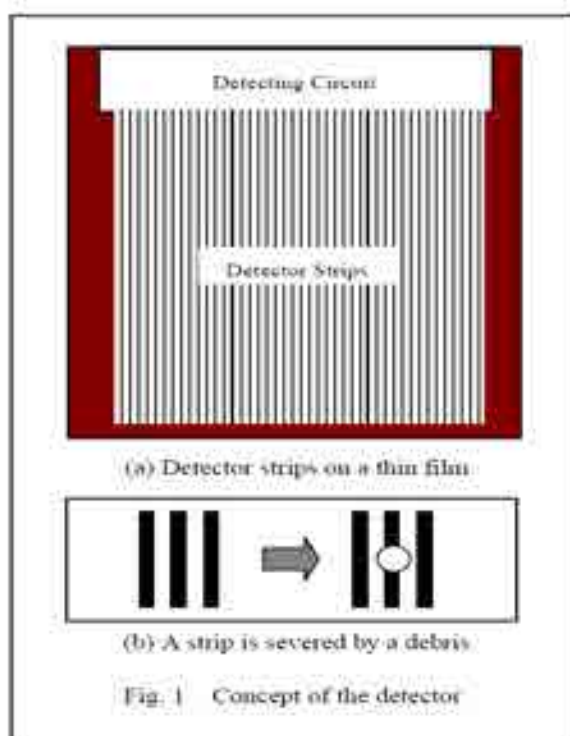 Detecting Circuit
Detector Strips
(a) Detector strips on a thin film
(b) A strip is severed by a debris
Fig. 1 Concept of the detector